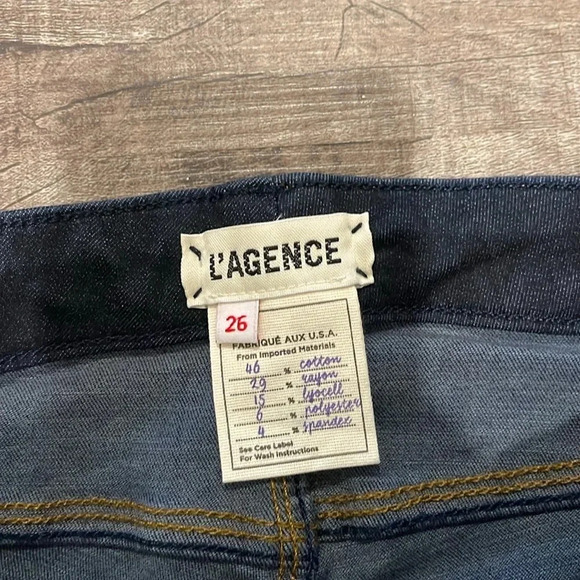 L'AGENCE
26
FABRIQUÉ AUX U.S.A.
From Imported Materials
46 % cotton
29 % rayon
15 % lyocell
6 % polyester
4 % spandex
See Care Label
For Wash Instructions